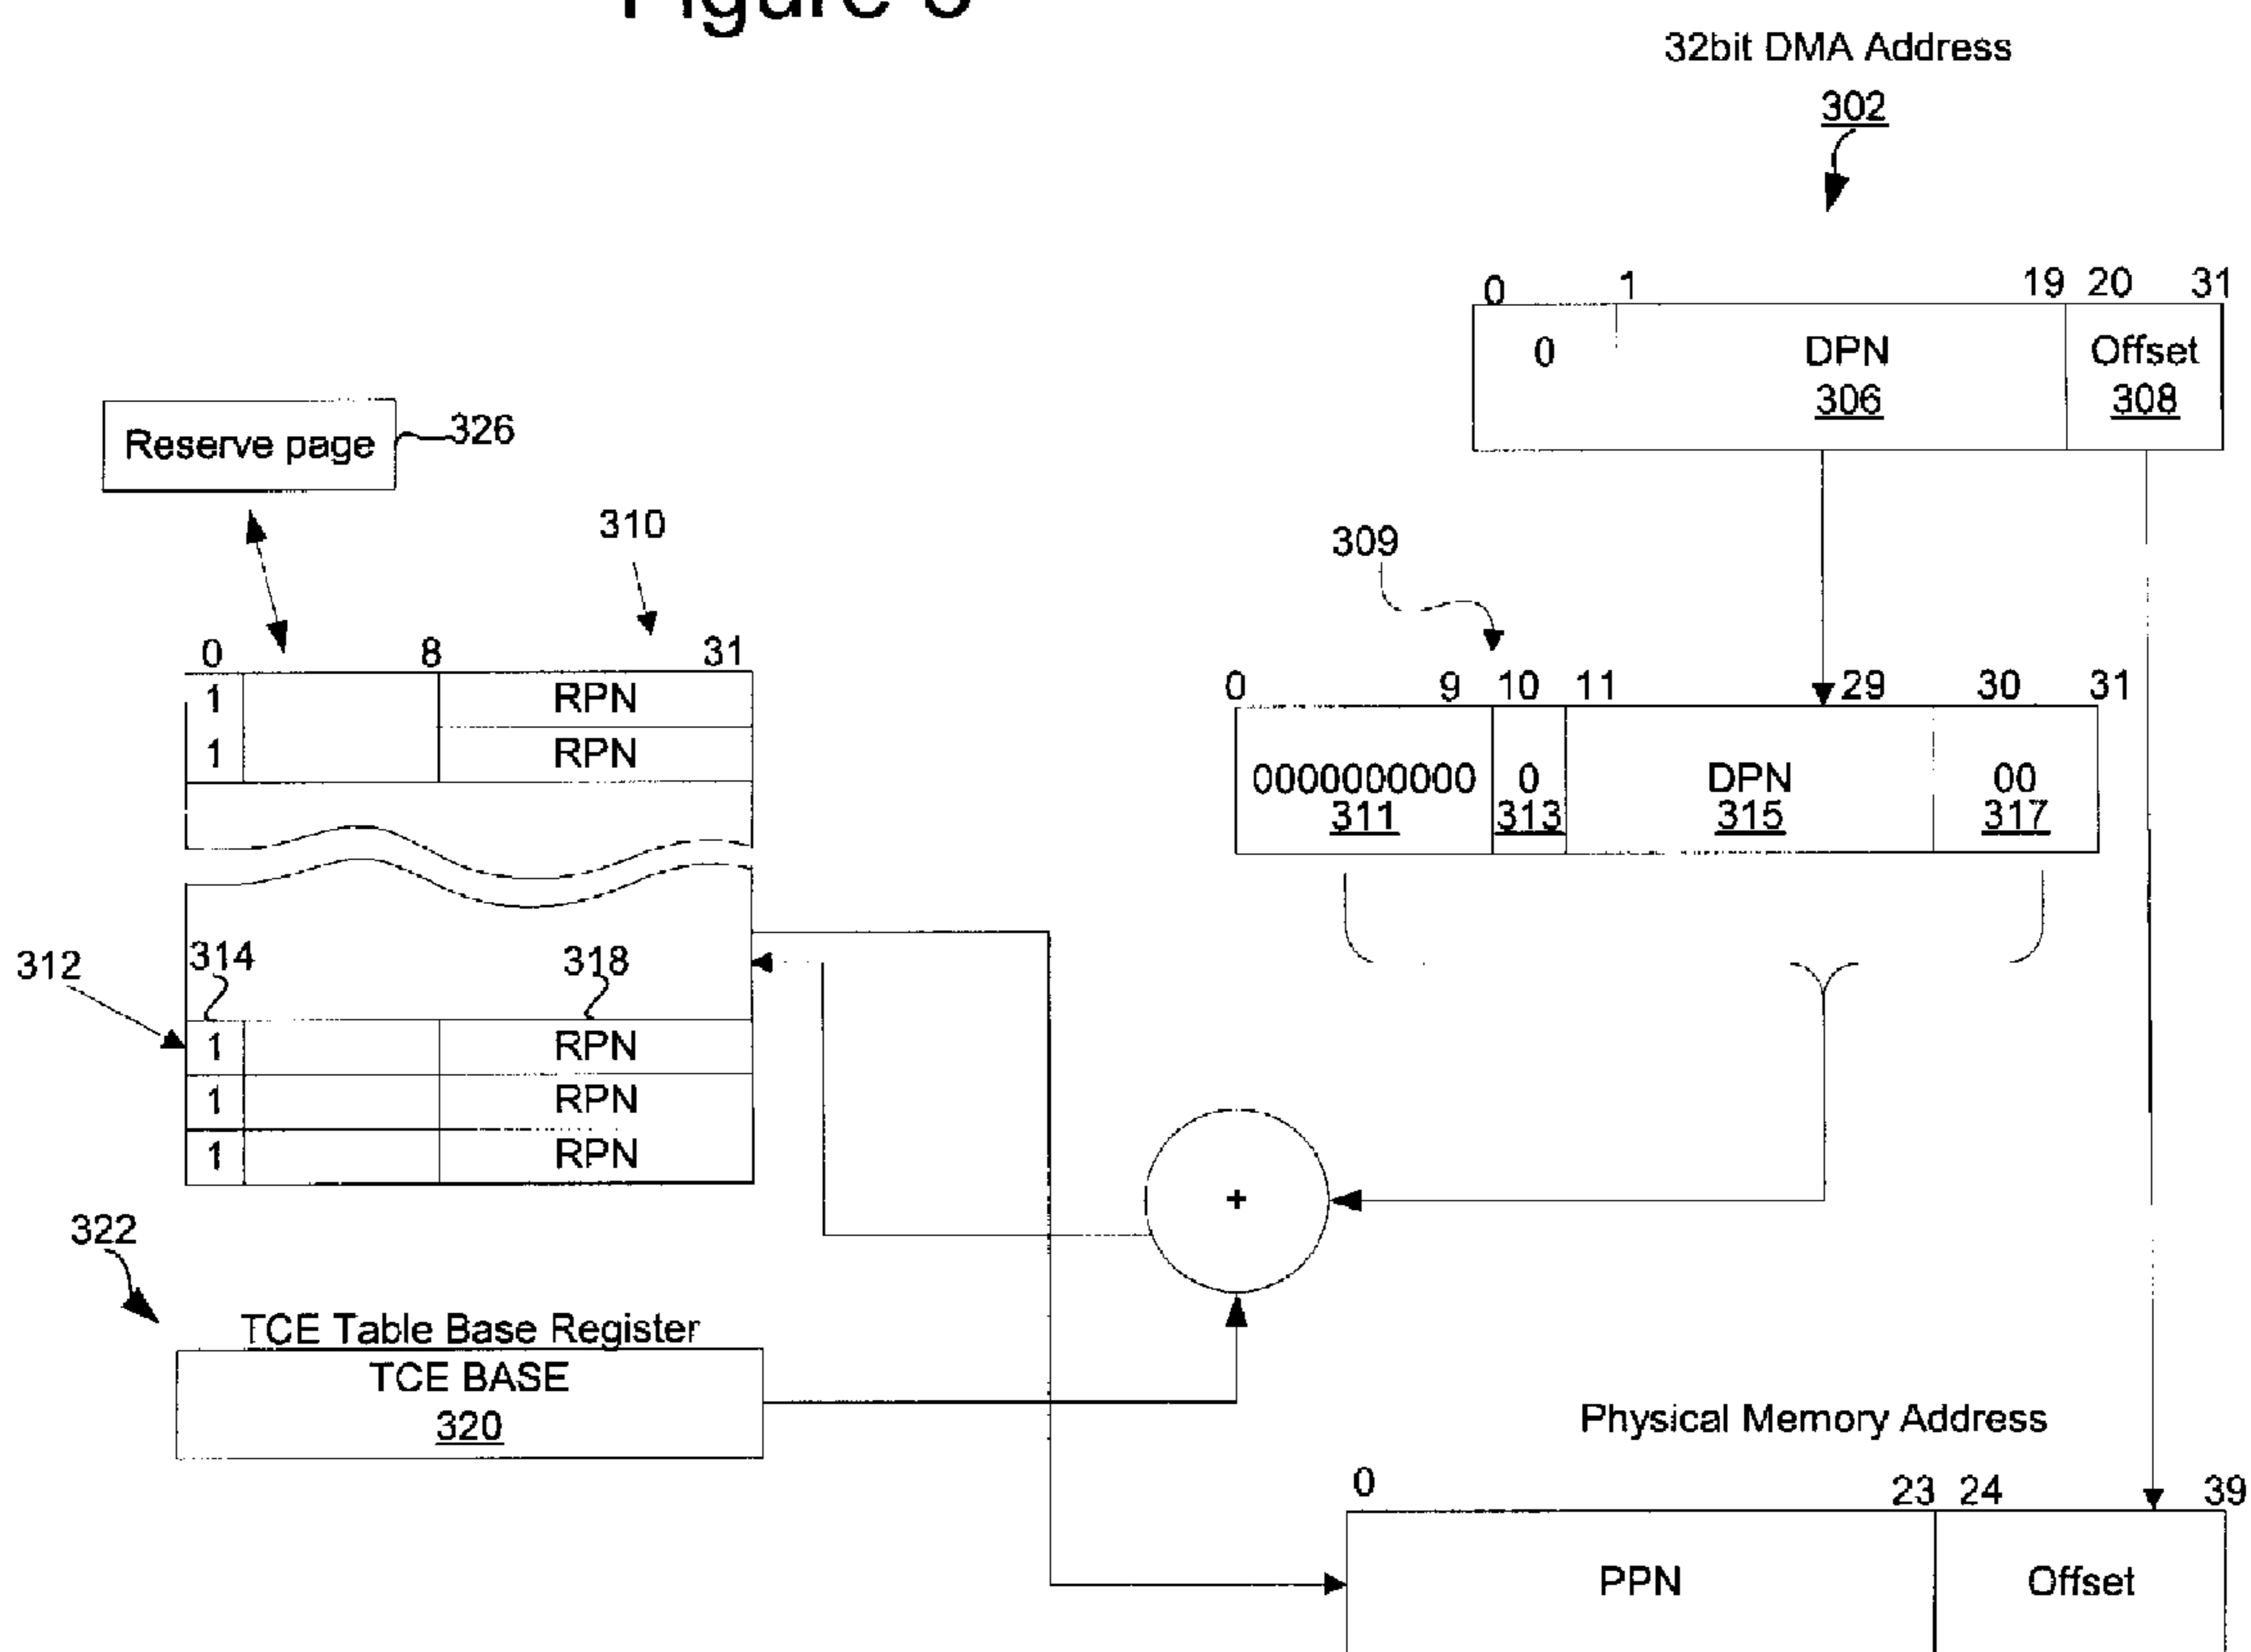 32bit DMA Address
302
0 1 19 20 31
0 DPN Offset
306 308
Reserve page 326
310
309
0 8 31
1 RPN
1 RPN
0 9 10 11 29 30 31
0000000000 0 DPN 00
311 313 315 317
312 314 318
1 RPN
1 RPN
1 RPN
+
322
TCE Table Base Register
TCE BASE
320
Physical Memory Address
0 23 24 39
PPN Offset